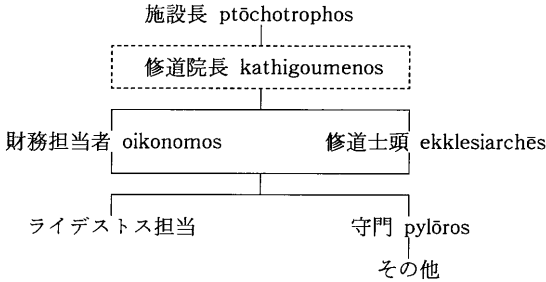 施設長 ptōchotrophos
修道院長 kathigoumenos
財務担当者 oikonomos
修道士頭 ekklesiarchēs
ライデストス担当
守門 pylōros
その他